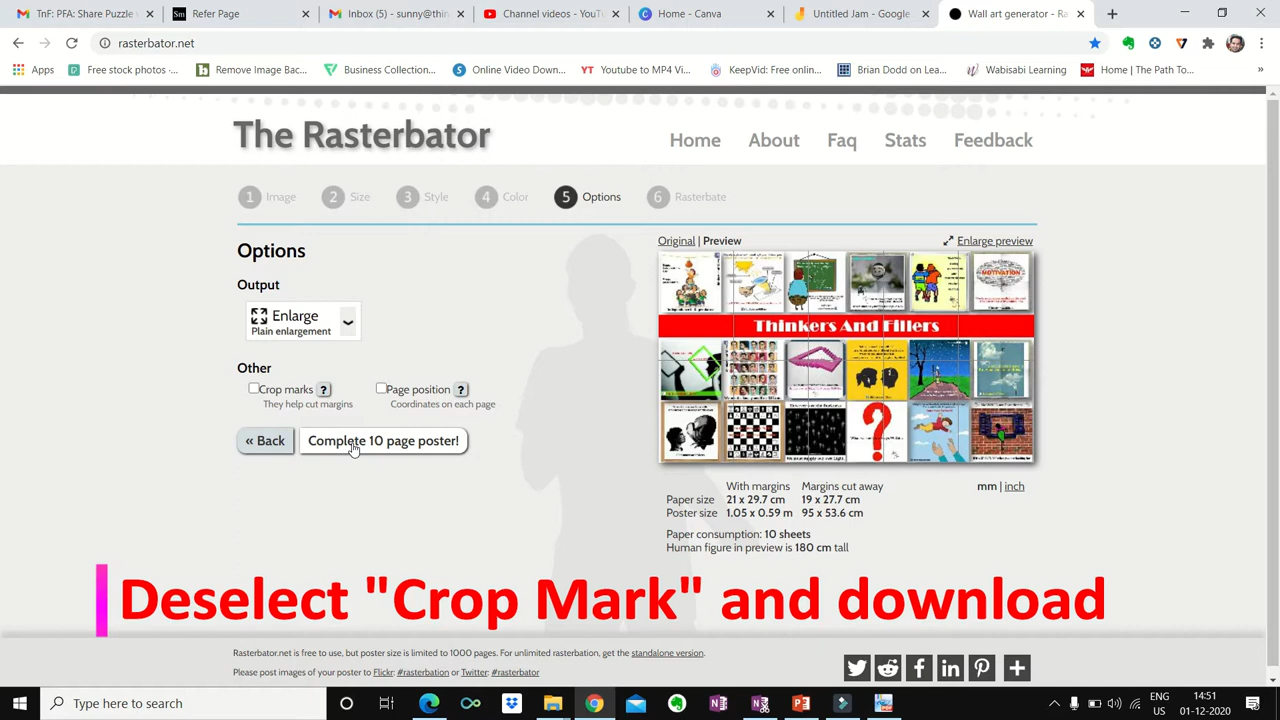 TnF: PFA: Share Puzzle
Refer Page
Inbox (5) - sunny@thin
Channel videos - YouT
Home - Canva
Untitled Jam - Google
Wall art generator - Ra
rasterbator.net
Apps
Free stock photos -...
Remove Image Bac...
Business Collection...
Online Video Down...
YT Youtube to MP4 Vi...
KeepVid: Free onlin...
Brian Dodd on Lea...
Wabisabi Learning
Home | The Path To...
The Rasterbator
Home About Faq Stats Feedback
1 Image 2 Size 3 Style 4 Color 5 Options 6 Rasterbate
Options
Original | Preview
Enlarge preview
Output
Enlarge
Plain enlargement
MOTIVATION
Thinkers And Fillers
Other
Crop marks ?
They help cut margins
Page position ?
Coordinates on each page
« Back
Complete 10 page poster!
With margins Margins cut away
mm | inch
Paper size 21 x 29.7 cm 19 x 27.7 cm
Poster size 1.05 x 0.59 m 95 x 53.6 cm
Paper consumption: 10 sheets
Human figure in preview is 180 cm tall
Deselect "Crop Mark" and download
Rasterbator.net is free to use, but poster size is limited to 1000 pages. For unlimited rasterbation, get the standalone version.
Post images of your poster to Flickr: #rasterbation or Twitter: #rasterbator
Type here to search
ENG
US
14:51
01-12-2020